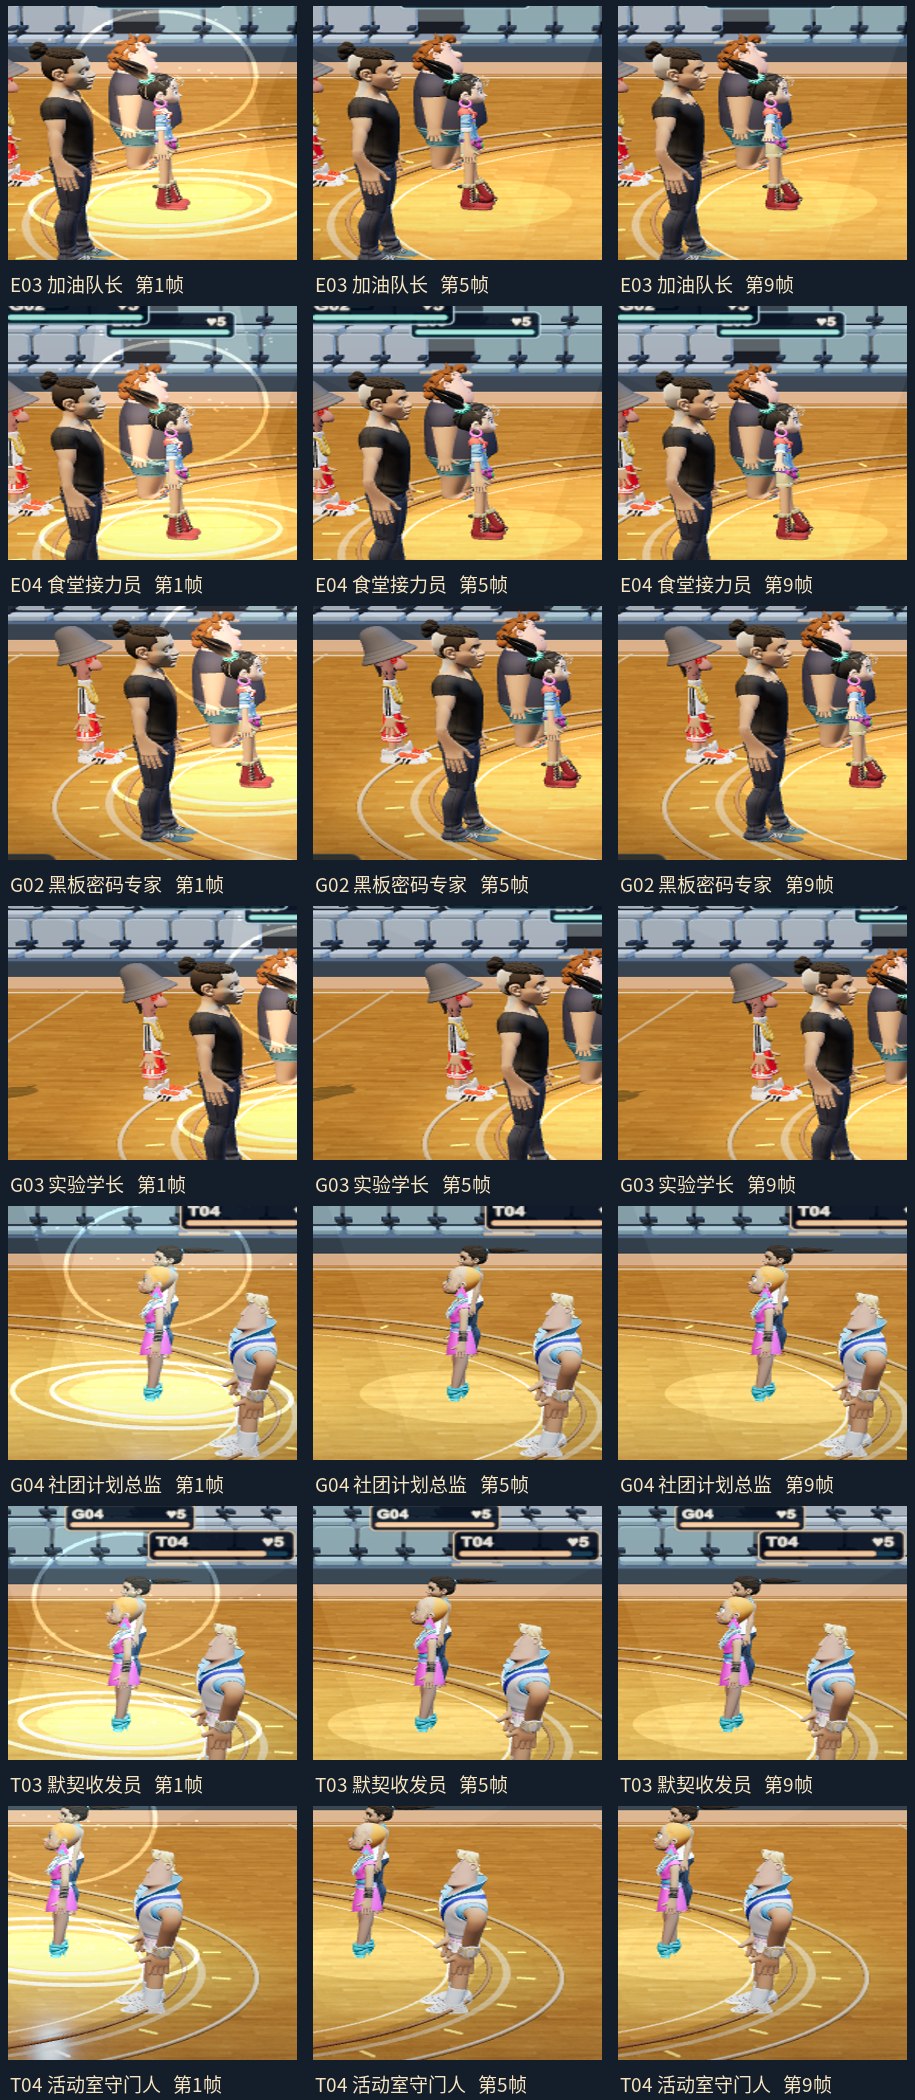 E03 加油队长 第1帧
E03 加油队长 第5帧
E03 加油队长 第9帧
♥5
♥5
♥5
E04 食堂接力员 第1帧
E04 食堂接力员 第5帧
E04 食堂接力员 第9帧
G02 黑板密码专家 第1帧
G02 黑板密码专家 第5帧
G02 黑板密码专家 第9帧
G03 实验学长 第1帧
G03 实验学长 第5帧
G03 实验学长 第9帧
T04
T04
T04
G04 社团计划总监 第1帧
G04 社团计划总监 第5帧
G04 社团计划总监 第9帧
G04 ♥5
G04 ♥5
G04 ♥5
T04 ♥5
T04 ♥5
T04 ♥5
T03 默契收发员 第1帧
T03 默契收发员 第5帧
T03 默契收发员 第9帧
T04 活动室守门人 第1帧
T04 活动室守门人 第5帧
T04 活动室守门人 第9帧